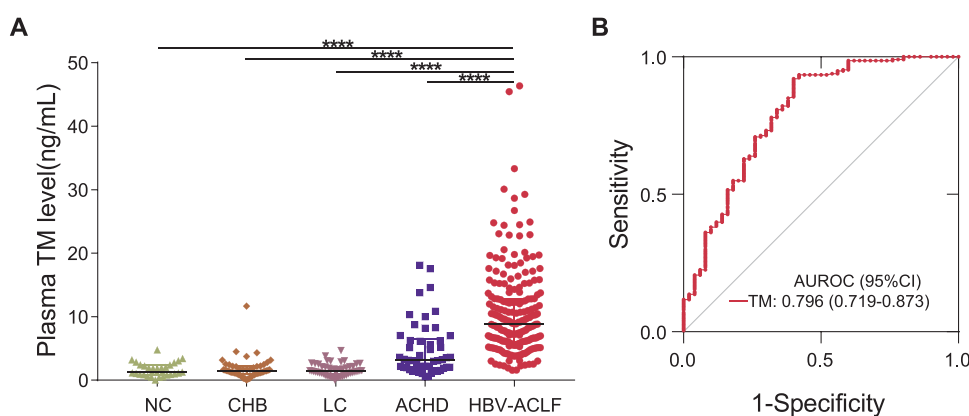 A
Plasma TM level(ng/mL)
50
40
30
20
10
0
****
****
****
****
NC CHB LC ACHD HBV-ACLF
B
Sensitivity
1.0
0.5
0.0
AUROC (95%CI)
TM: 0.796 (0.719-0.873)
0.0 0.5 1.0
1-Specificity